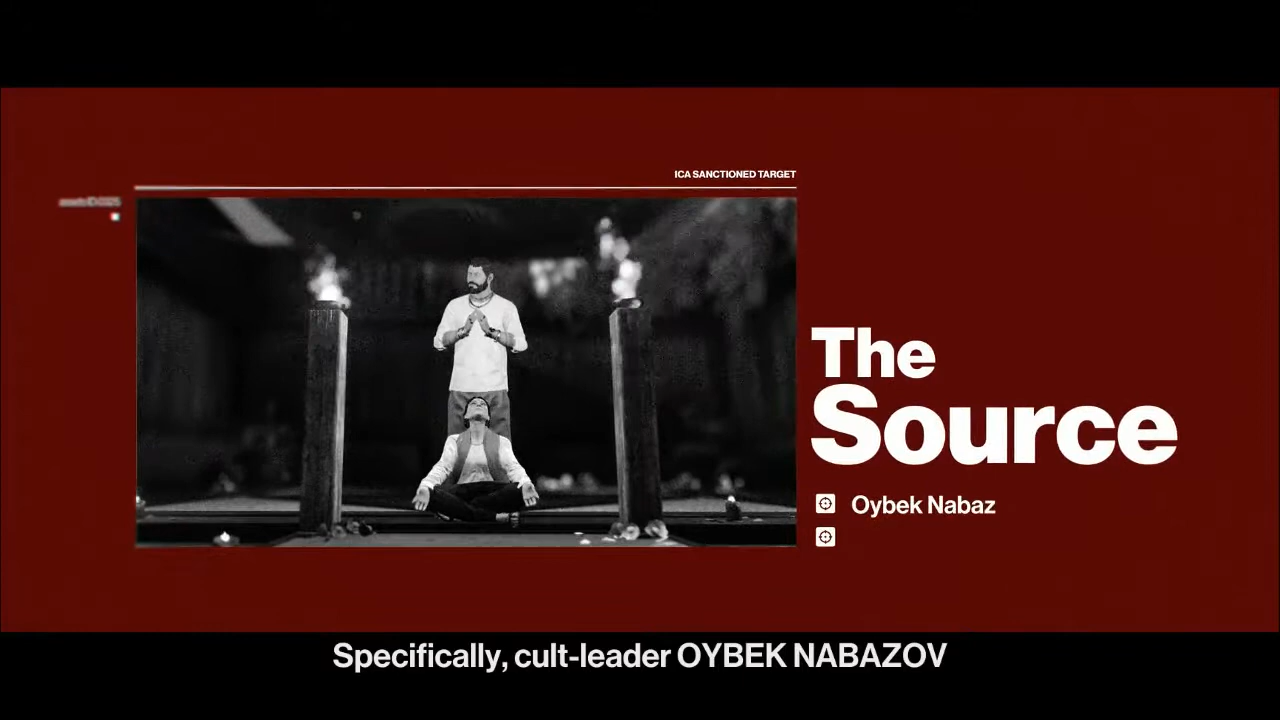 ICA SANCTIONED TARGET
The
Source
Oybek Nabaz
Specifically, cult-leader OYBEK NABAZOV